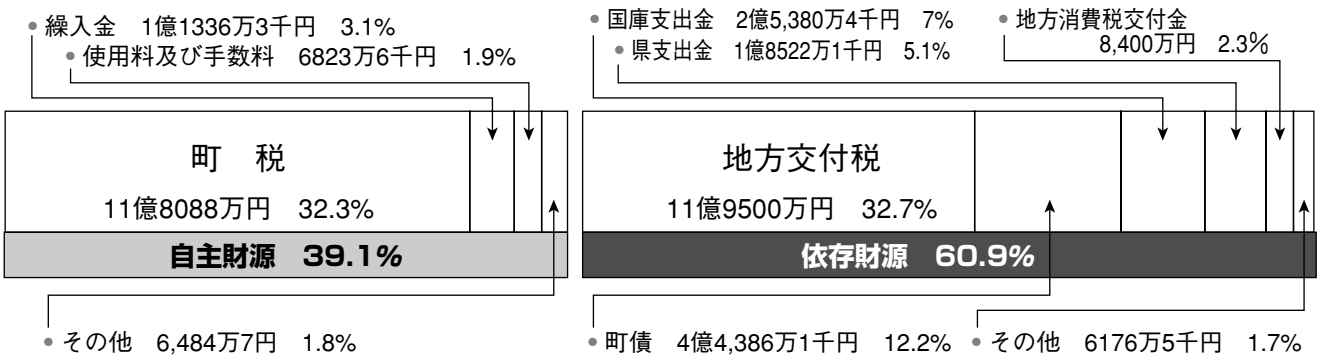 繰入金 1億1336万3千円 3.1%
使用料及び手数料 6823万6千円 1.9%
町 税
11億8088万円 32.3%
自主財源 39.1%
その他 6,484万7円 1.8%
国庫支出金 2億5,380万4千円 7%
県支出金 1億8522万1千円 5.1%
地方消費税交付金
8,400万円 2.3%
地方交付税
11億9500万円 32.7%
依存財源 60.9%
町債 4億4,386万1千円 12.2%
その他 6176万5千円 1.7%